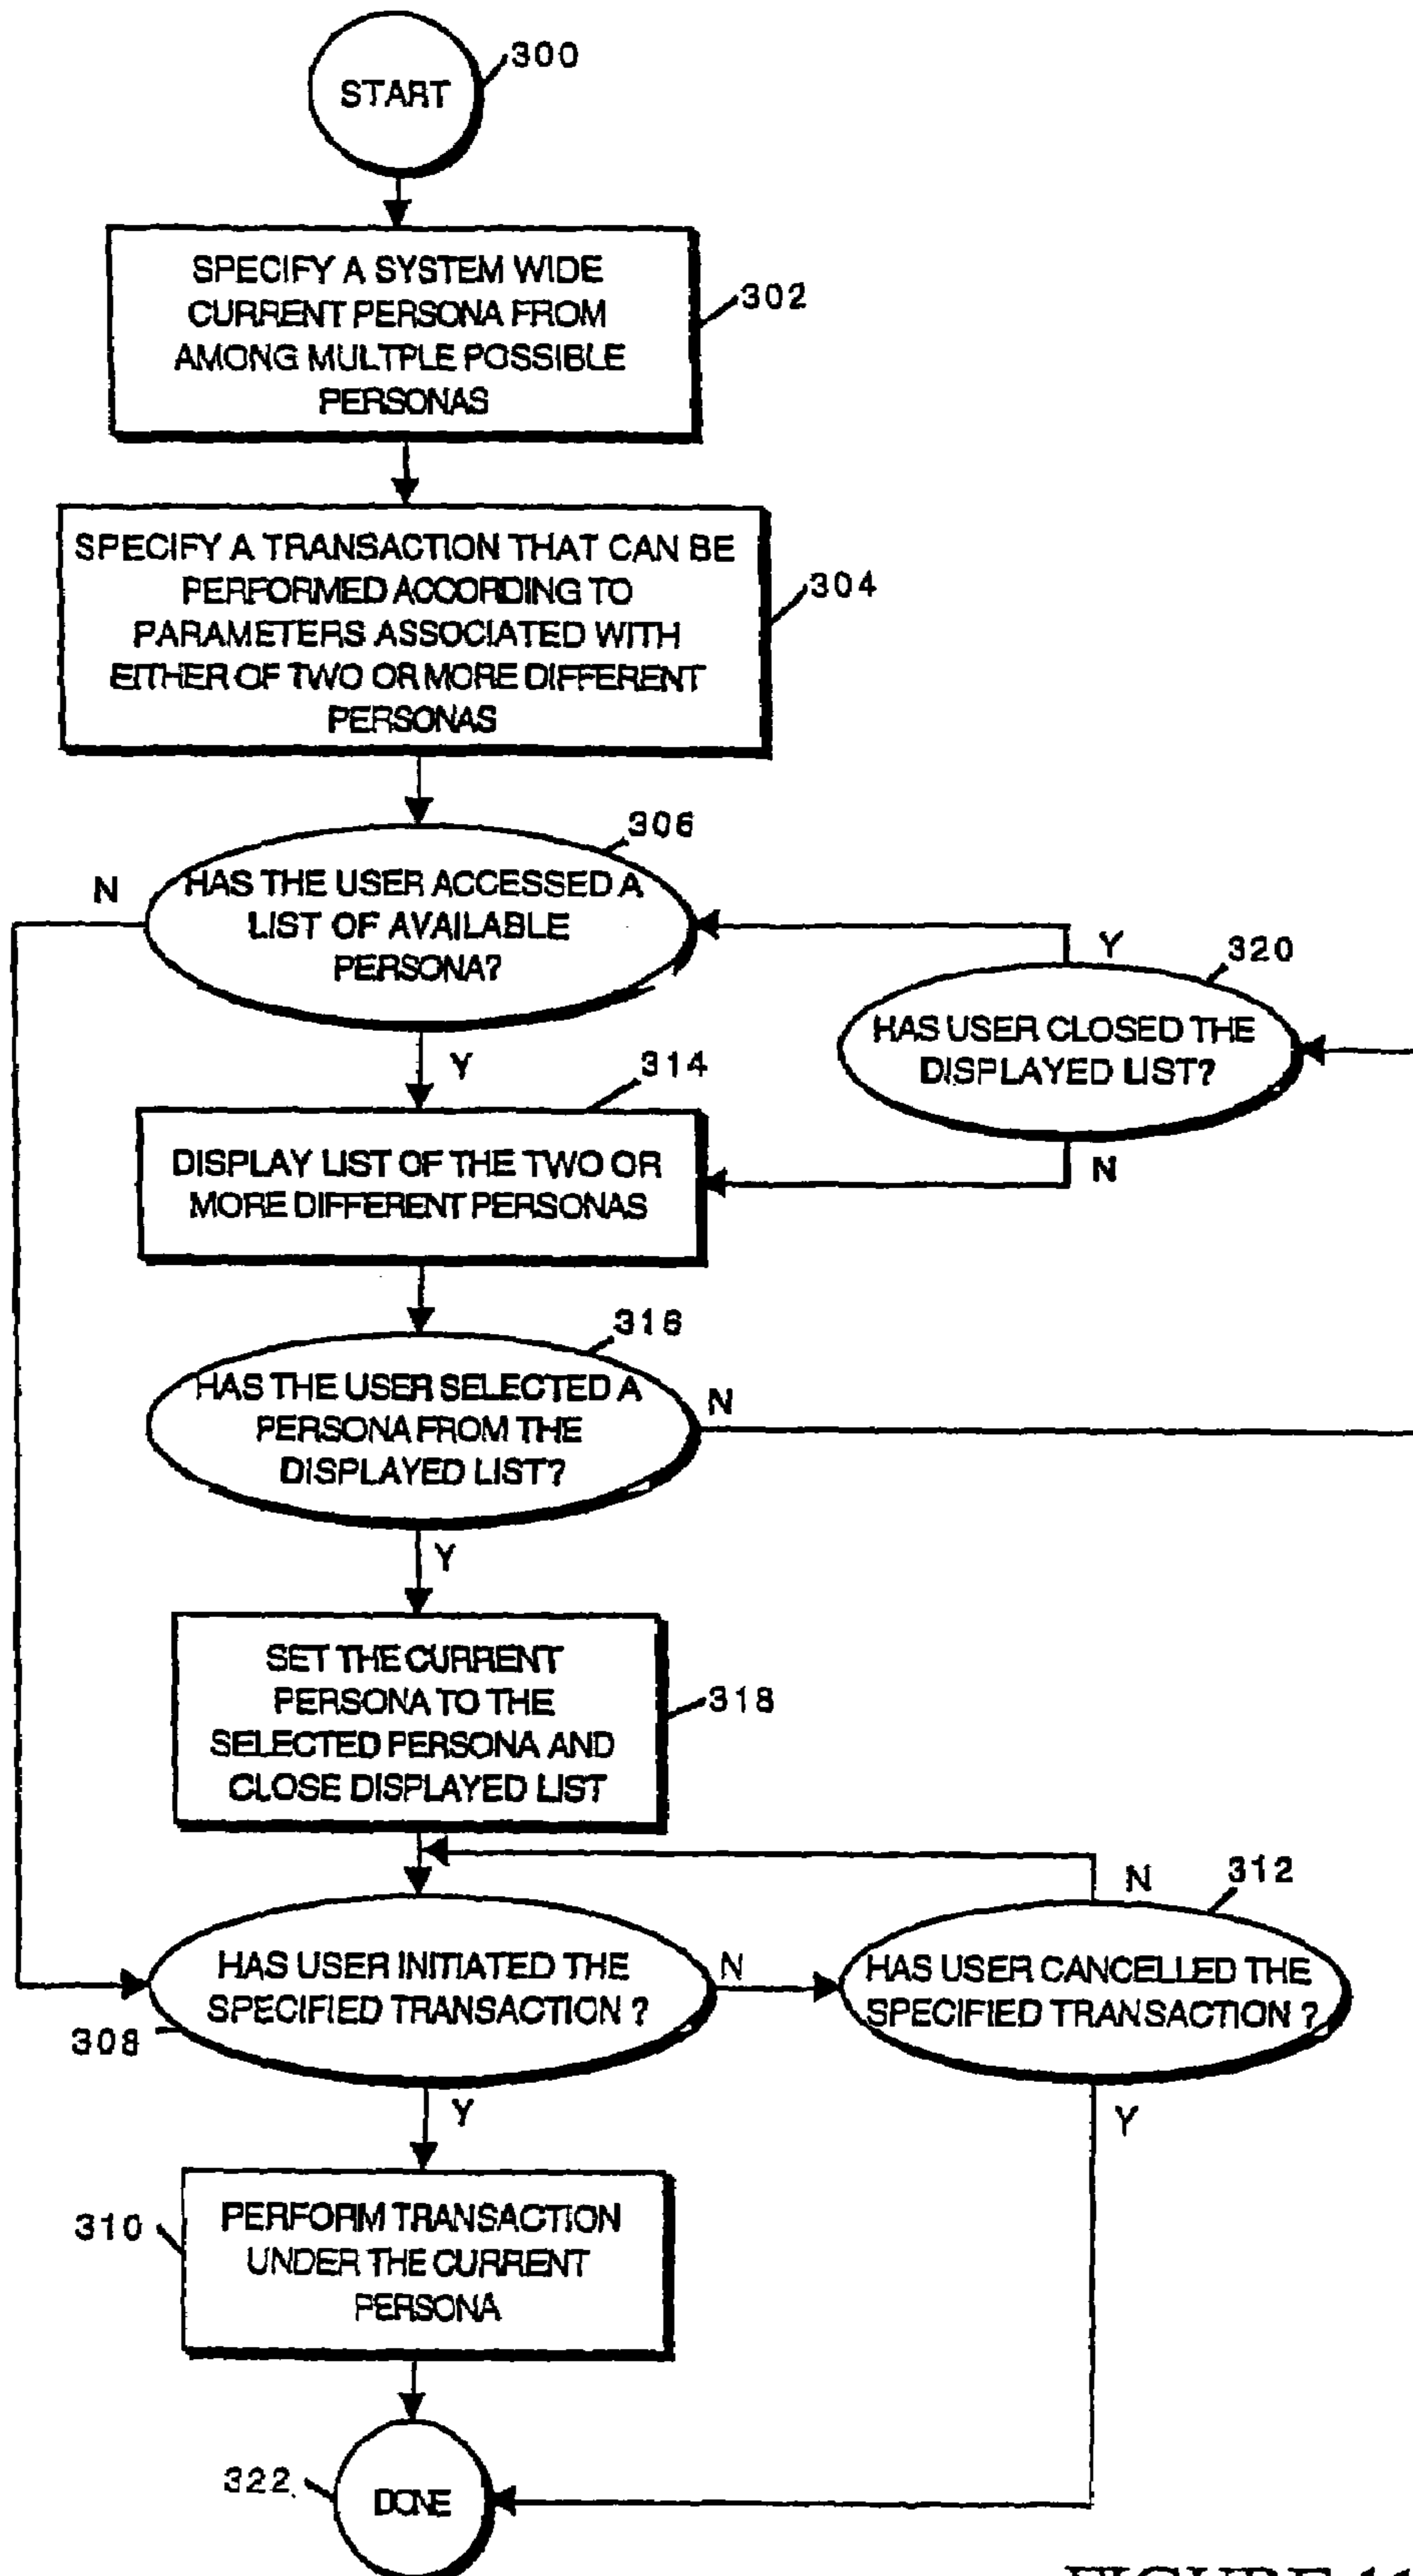 START
300
SPECIFY A SYSTEM WIDE
CURRENT PERSONA FROM
AMONG MULTPLE POSSIBLE
PERSONAS
302
SPECIFY A TRANSACTION THAT CAN BE
PERFORMED ACCORDING TO
PARAMETERS ASSOCIATED WITH
EITHER OF TWO OR MORE DIFFERENT
PERSONAS
304
306
N
HAS THE USER ACCESSED A
LIST OF AVAILABLE
PERSONA?
Y
320
HAS USER CLOSED THE
DISPLAYED LIST?
N
Y
314
DISPLAY LIST OF THE TWO OR
MORE DIFFERENT PERSONAS
316
HAS THE USER SELECTED A
PERSONA FROM THE
DISPLAYED LIST?
N
Y
SET THE CURRENT
PERSONA TO THE
SELECTED PERSONA AND
CLOSE DISPLAYED LIST
318
N
312
HAS USER INITIATED THE
SPECIFIED TRANSACTION ?
308
N
HAS USER CANCELLED THE
SPECIFIED TRANSACTION ?
Y
Y
310
PERFORM TRANSACTION
UNDER THE CURRENT
PERSONA
322
DONE
FIGURE 11